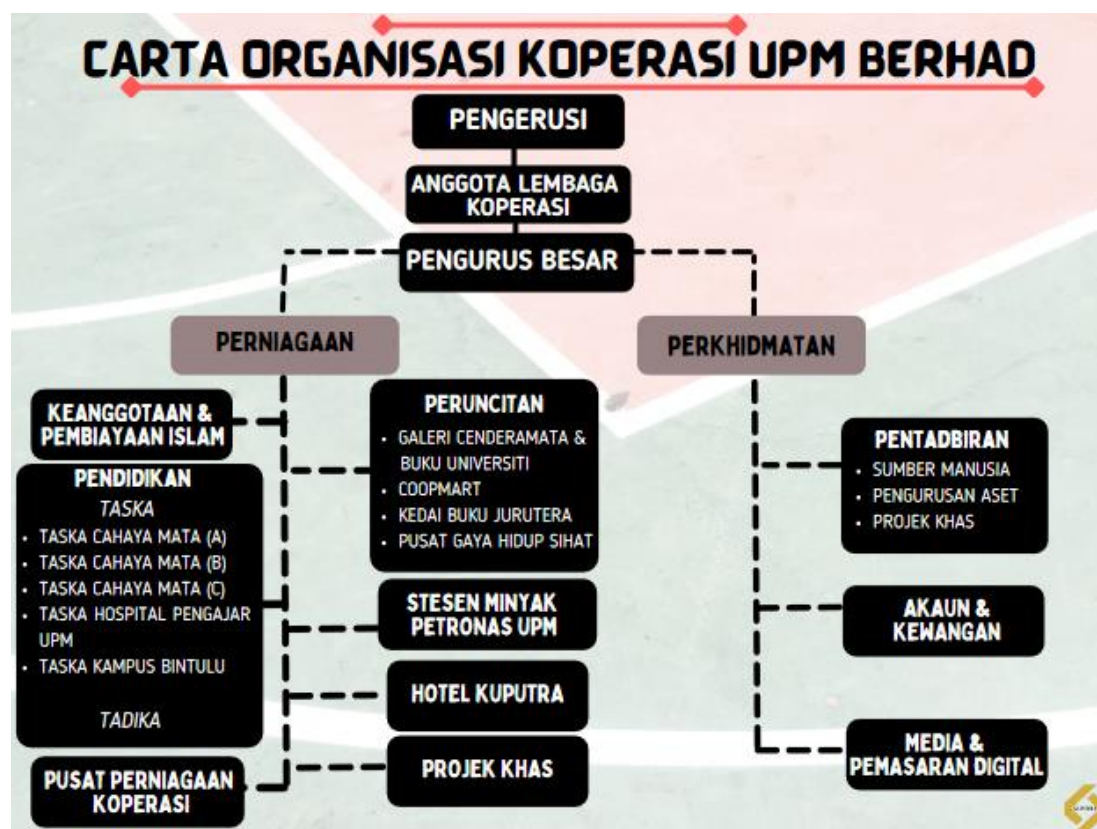 CARTA ORGANISASI KOPERASI UPM BERHAD
PENGERUSI
ANGGOTA LEMBAGA
KOPERASI
PENGURUS BESAR
PERNIAGAAN
KEANGGOTAAN &
PEMBIAYAAN ISLAM
PENDIDIKAN
TASKA
• TASKA CAHAYA MATA (A)
• TASKA CAHAYA MATA (B)
• TASKA CAHAYA MATA (C)
• TASKA HOSPITAL PENGAJAR
UPM
• TASKA KAMPUS BINTULU
TADIKA
PUSAT PERNIAGAAN
KOPERASI
PERUNCITAN
• GALERI CENDERAMATA &
BUKU UNIVERSITI
• COOPMART
• KEDAI BUKU JURUTERA
• PUSAT GAYA HIDUP SIHAT
STESEN MINYAK
PETRONAS UPM
HOTEL KUPUTRA
PROJEK KHAS
PERKHIDMATAN
PENTADBIRAN
• SUMBER MANUSIA
• PENGURUSAN ASET
• PROJEK KHAS
AKAUN &
KEWANGAN
MEDIA &
PEMASARAN DIGITAL